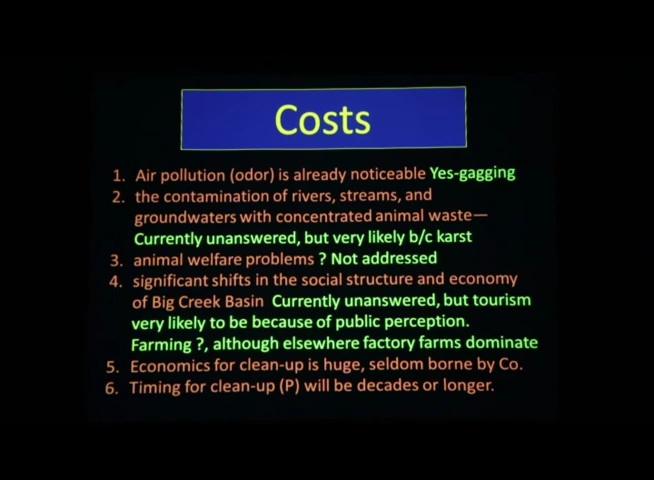 Costs
1. Air pollution (odor) is already noticeable Yes-gagging
2. the contamination of rivers, streams, and
groundwaters with concentrated animal waste—
Currently unanswered, but very likely b/c karst
3. animal welfare problems ? Not addressed
4. significant shifts in the social structure and economy
of Big Creek Basin Currently unanswered, but tourism
very likely to be because of public perception.
Farming ?, although elsewhere factory farms dominate
5. Economics for clean-up is huge, seldom borne by Co.
6. Timing for clean-up (P) will be decades or longer.